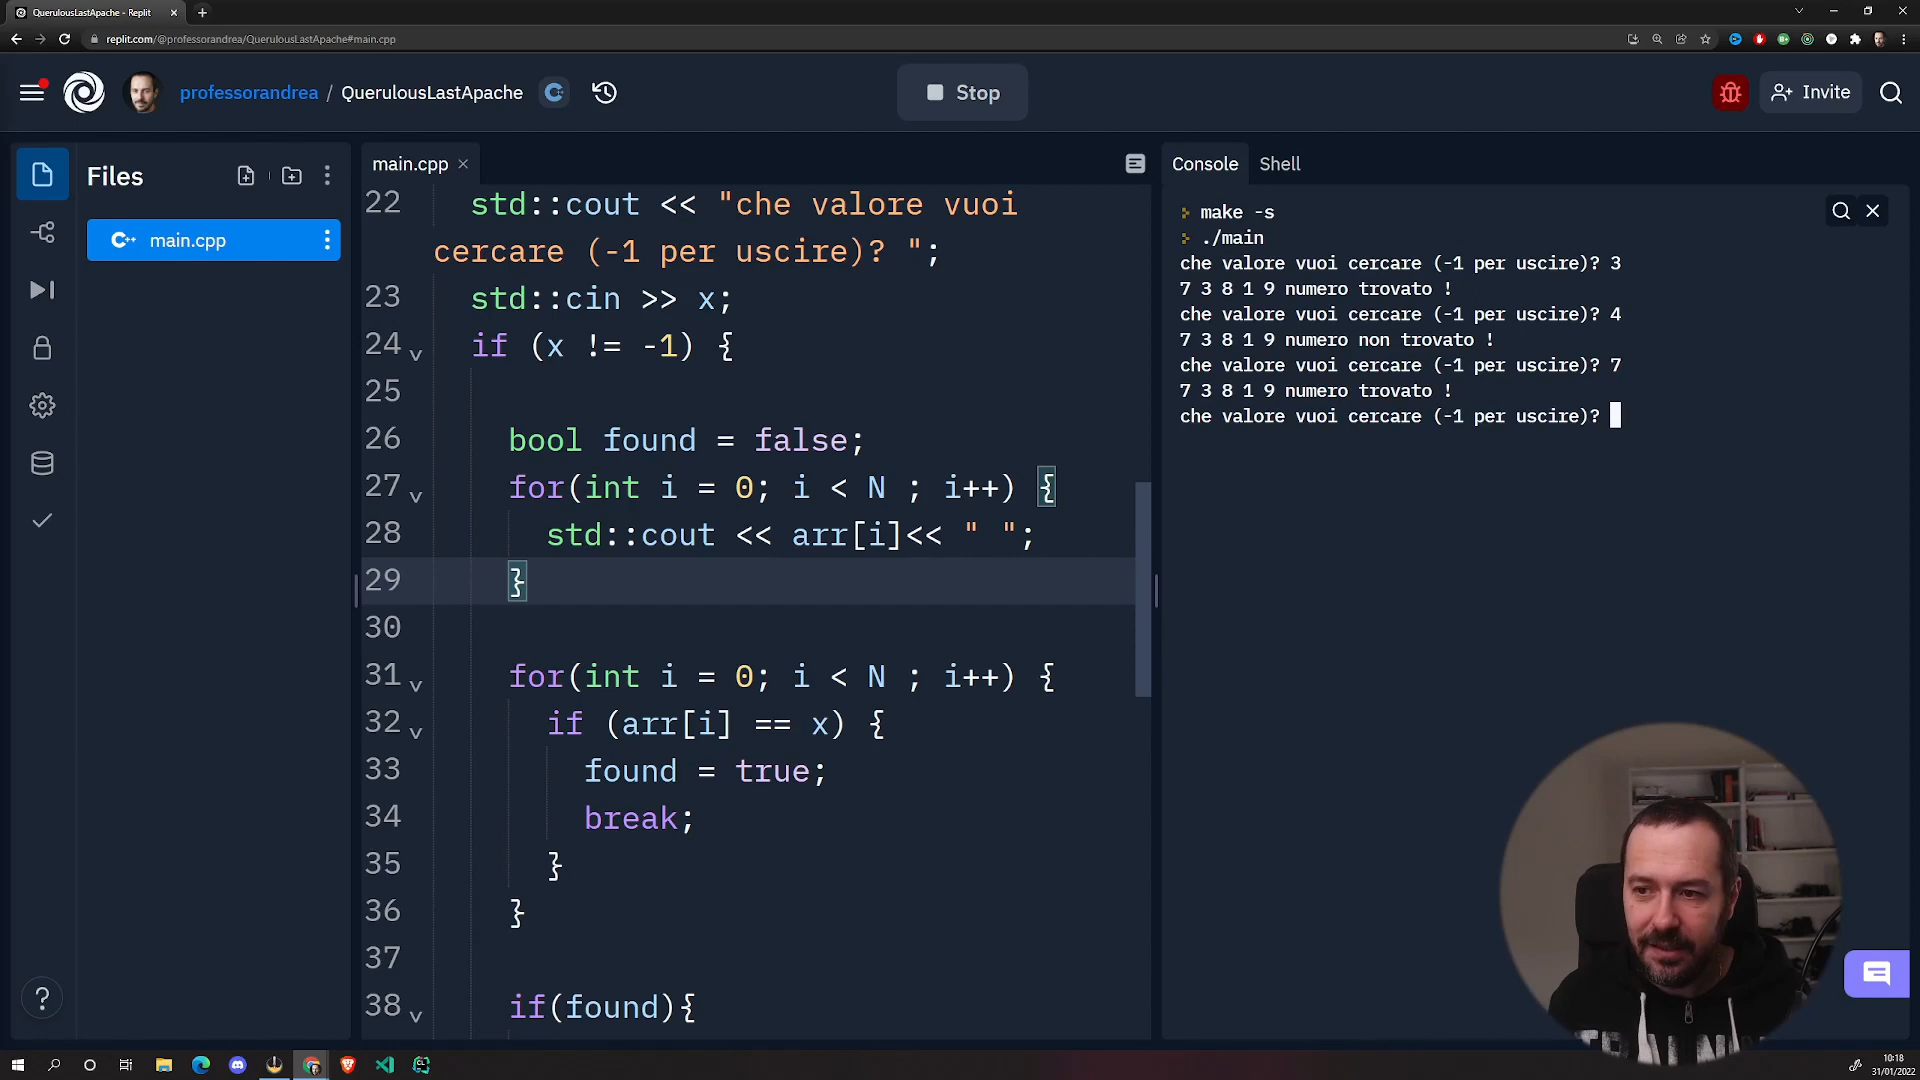 QuerulousLastApache - Replit
replit.com/@professorandrea/QuerulousLastApache#main.cpp
professorandrea / QuerulousLastApache
Stop
Invite
Files
main.cpp
main.cpp
22 std::cout << "che valore vuoi
cercare (-1 per uscire)? ";
23 std::cin >> x;
24 if (x != -1) {
25
26 bool found = false;
27 for(int i = 0; i < N ; i++) {
28 std::cout << arr[i]<< " ";
29 }
30
31 for(int i = 0; i < N ; i++) {
32 if (arr[i] == x) {
33 found = true;
34 break;
35 }
36 }
37
38 if(found){
Console Shell
make -s
./main
che valore vuoi cercare (-1 per uscire)? 3
7 3 8 1 9 numero trovato !
che valore vuoi cercare (-1 per uscire)? 4
7 3 8 1 9 numero non trovato !
che valore vuoi cercare (-1 per uscire)? 7
7 3 8 1 9 numero trovato !
che valore vuoi cercare (-1 per uscire)?
10:18
31/01/2022